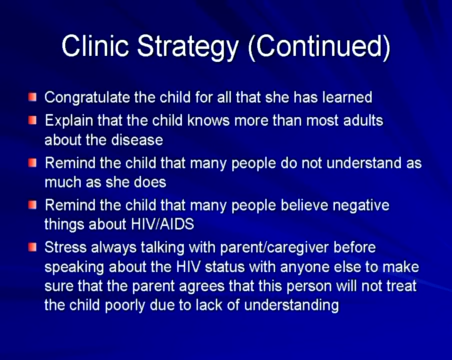 Clinic Strategy (Continued)
Congratulate the child for all that she has learned
Explain that the child knows more than most adults
about the disease
Remind the child that many people do not understand as
much as she does
Remind the child that many people believe negative
things about HIV/AIDS
Stress always talking with parent/caregiver before
speaking about the HIV status with anyone else to make
sure that the parent agrees that this person will not treat
the child poorly due to lack of understanding